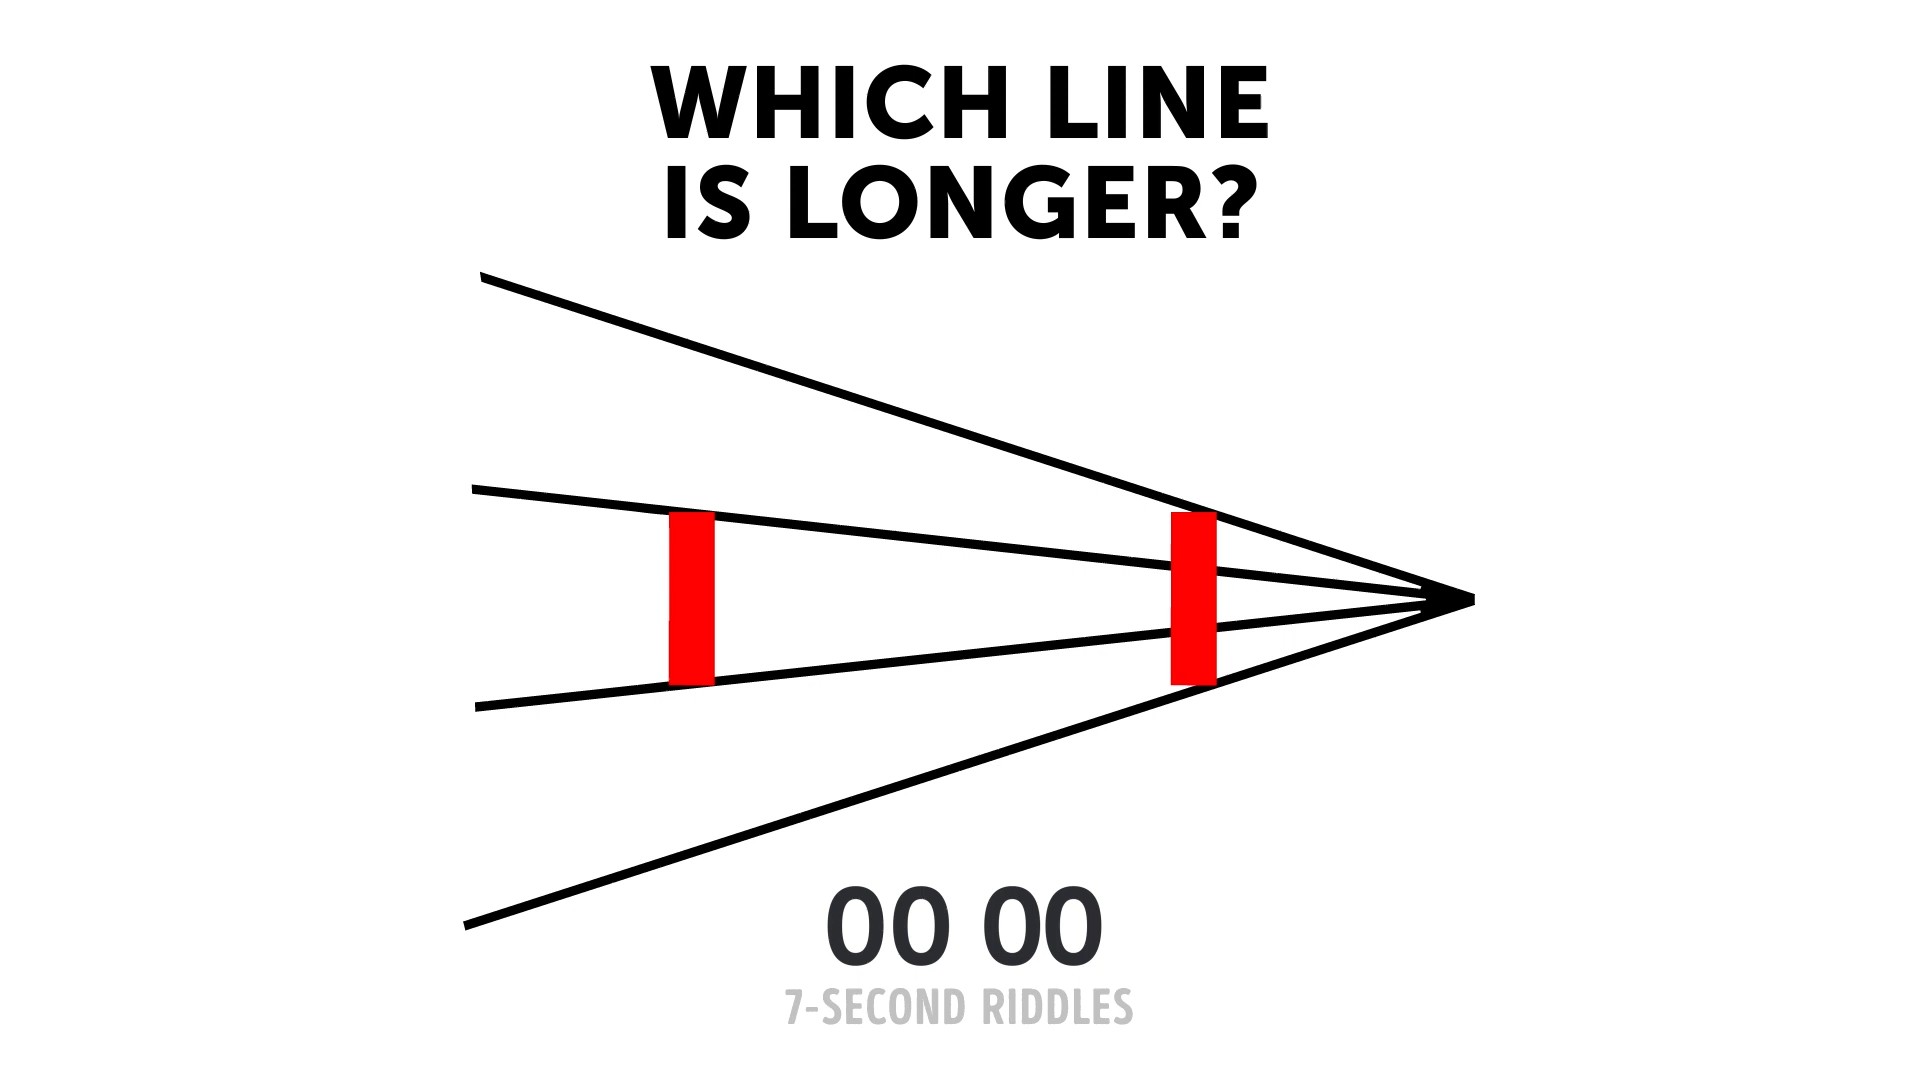 WHICH LINE
IS LONGER?
00 00
7-SECOND RIDDLES